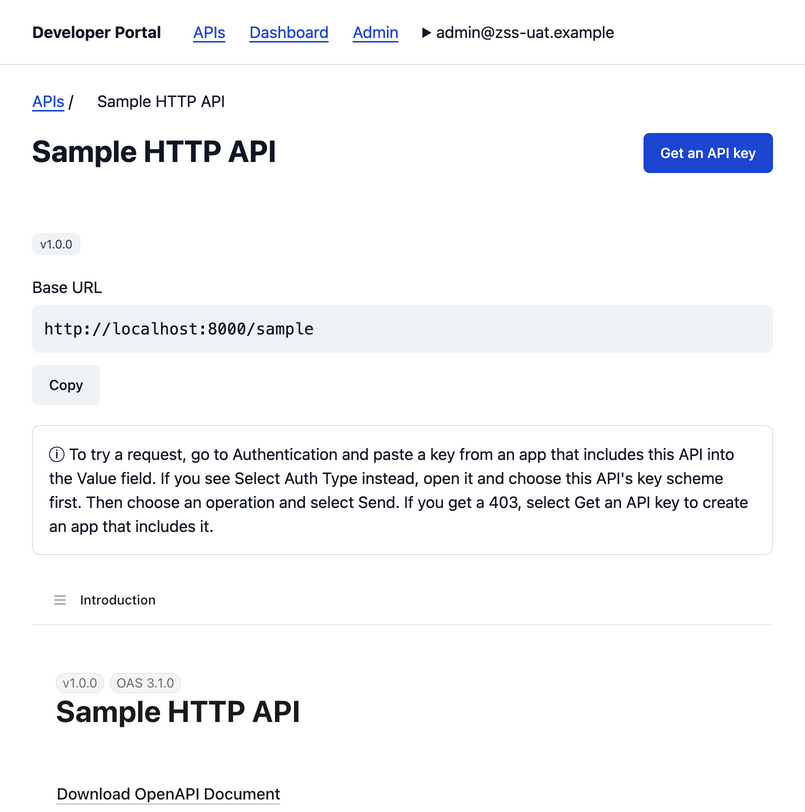 Developer Portal APIs Dashboard Admin ▶ admin@zss-uat.example
APIs / Sample HTTP API
Sample HTTP API
Get an API key
v1.0.0
Base URL
http://localhost:8000/sample
Copy
ⓘ To try a request, go to Authentication and paste a key from an app that includes this API into
the Value field. If you see Select Auth Type instead, open it and choose this API's key scheme
first. Then choose an operation and select Send. If you get a 403, select Get an API key to create
an app that includes it.
Introduction
v1.0.0 OAS 3.1.0
Sample HTTP API
Download OpenAPI Document